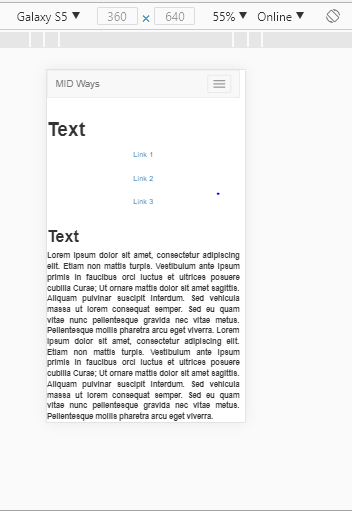 Galaxy S5 ▼ 360 × 640 55% ▼ Online ▼
MID Ways
Text
Link 1
Link 2
Link 3
Text
Lorem ipsum dolor sit amet, consectetur adipiscing
elit. Etiam non mattis turpis. Vestibulum ante ipsum
primis in faucibus orci luctus et ultrices posuere
cubilia Curae; Ut ornare mattis dolor sit amet sagittis.
Aliquam pulvinar suscipit interdum. Sed vehicula
massa ut lorem consequat semper. Sed eu quam
vitae nunc pellentesque gravida nec vitae metus.
Pellentesque mollis pharetra arcu eget viverra. Lorem
ipsum dolor sit amet, consectetur adipiscing elit.
Etiam non mattis turpis. Vestibulum ante ipsum
primis in faucibus orci luctus et ultrices posuere
cubilia Curae; Ut ornare mattis dolor sit amet sagittis.
Aliquam pulvinar suscipit interdum. Sed vehicula
massa ut lorem consequat semper. Sed eu quam
vitae nunc pellentesque gravida nec vitae metus.
Pellentesque mollis pharetra arcu eget viverra.